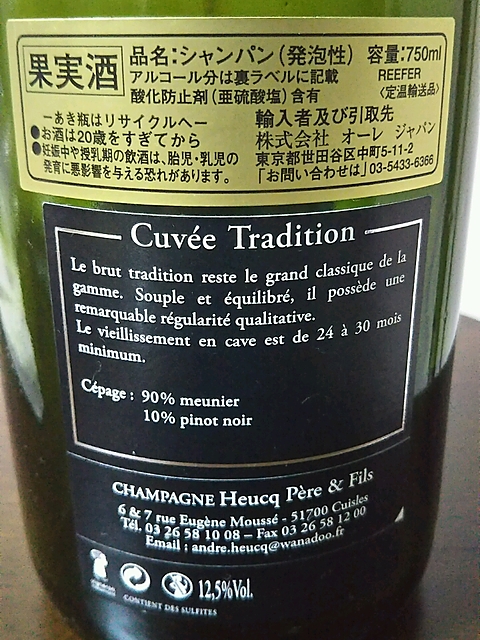 果実酒
品名:シャンパン(発泡性) 容量:750ml
アルコール分は裏ラベルに記載
REEFER
酸化防止剤(亜硫酸塩)含有
〈定温輸送品〉
ーあき瓶はリサイクルへー
●お酒は20歳をすぎてから
●妊娠中や授乳期の飲酒は、胎児・乳児の
発育に悪影響を与える恐れがあります。
輸入者及び引取先
株式会社 オーレ ジャパン
東京都世田谷区中町5-11-2
「お問い合わせは」03-5433-6366
Cuvée Tradition
Le brut tradition reste le grand classique de la
gamme. Souple et équilibré, il possède une
remarquable régularité qualitative.
Le vieillissement en cave est de 24 à 30 mois
minimum.
Cépage : 90% meunier
10% pinot noir
CHAMPAGNE Heucq Père & Fils
6 & 7 rue Eugène Moussé - 51700 Cuisles
Tél. 03 26 58 10 08 – Fax 03 26 58 12 00
Email ; andre.heucq@wanadoo.fr
12,5%Vol.
CONTIENT DES SULFITES